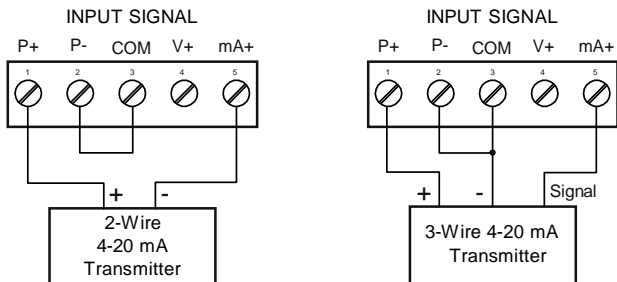 INPUT SIGNAL
P+ P- COM V+ mA+
1 2 3 4 5
+ -
2-Wire
4-20 mA
Transmitter
INPUT SIGNAL
P+ P- COM V+ mA+
1 2 3 4 5
+ - Signal
3-Wire 4-20 mA
Transmitter